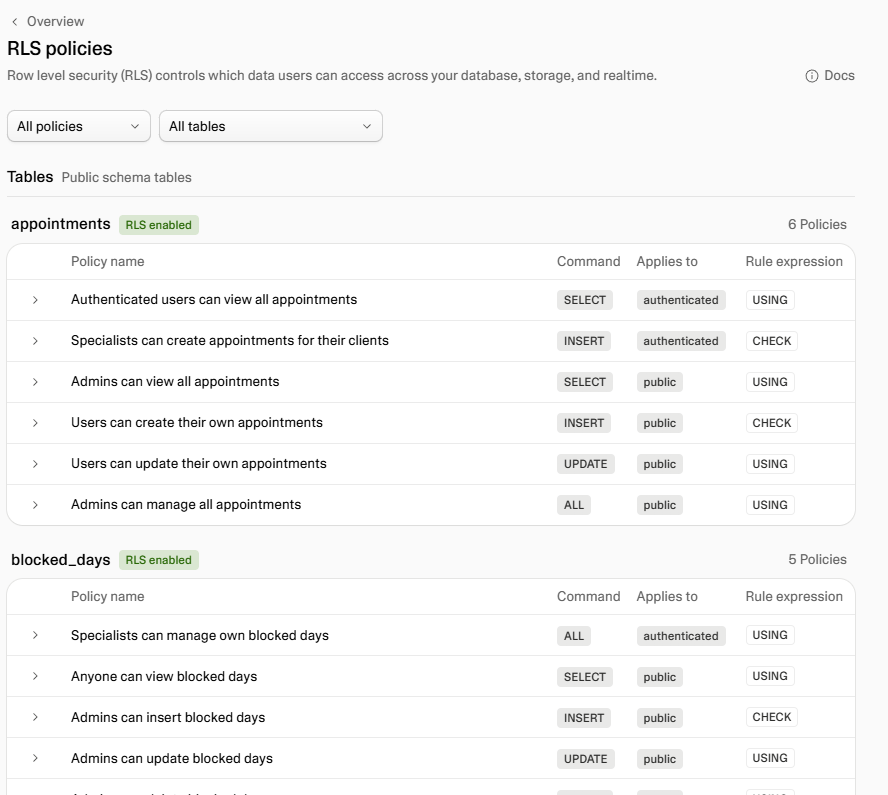 Overview
RLS policies
Row level security (RLS) controls which data users can access across your database, storage, and realtime.
Docs
All policies
All tables
Tables Public schema tables
appointments RLS enabled 6 Policies
Policy name Command Applies to Rule expression
Authenticated users can view all appointments SELECT authenticated USING
Specialists can create appointments for their clients INSERT authenticated CHECK
Admins can view all appointments SELECT public USING
Users can create their own appointments INSERT public CHECK
Users can update their own appointments UPDATE public USING
Admins can manage all appointments ALL public USING
blocked_days RLS enabled 5 Policies
Policy name Command Applies to Rule expression
Specialists can manage own blocked days ALL authenticated USING
Anyone can view blocked days SELECT public USING
Admins can insert blocked days INSERT public CHECK
Admins can update blocked days UPDATE public USING